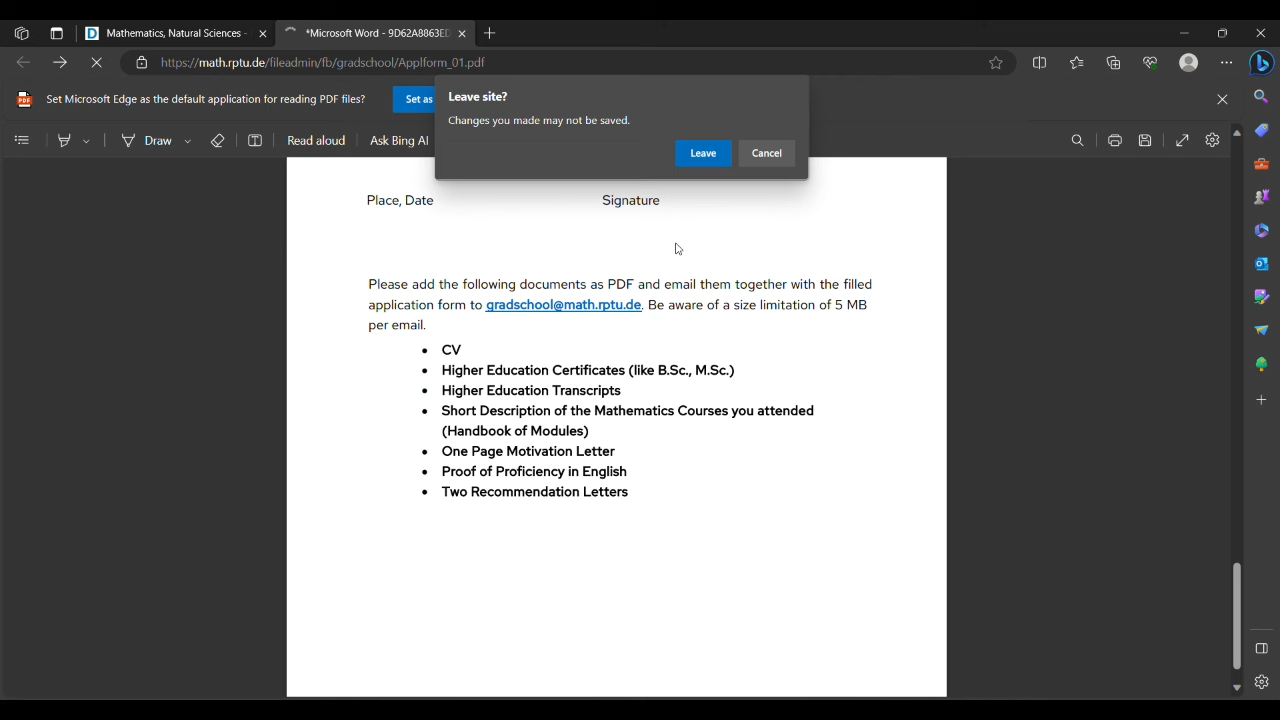 Mathematics, Natural Sciences -
*Microsoft Word - 9D62A8863ED
https://math.rptu.de/fileadmin/fb/gradschool/Applform_01.pdf
PDF
Set Microsoft Edge as the default application for reading PDF files?
Set as
Leave site?
Changes you made may not be saved.
Leave
Cancel
Draw
Read aloud
Ask Bing AI
Place, Date
Signature
Please add the following documents as PDF and email them together with the filled
application form to gradschool@math.rptu.de. Be aware of a size limitation of 5 MB
per email.
• CV
• Higher Education Certificates (like B.Sc., M.Sc.)
• Higher Education Transcripts
• Short Description of the Mathematics Courses you attended
(Handbook of Modules)
• One Page Motivation Letter
• Proof of Proficiency in English
• Two Recommendation Letters